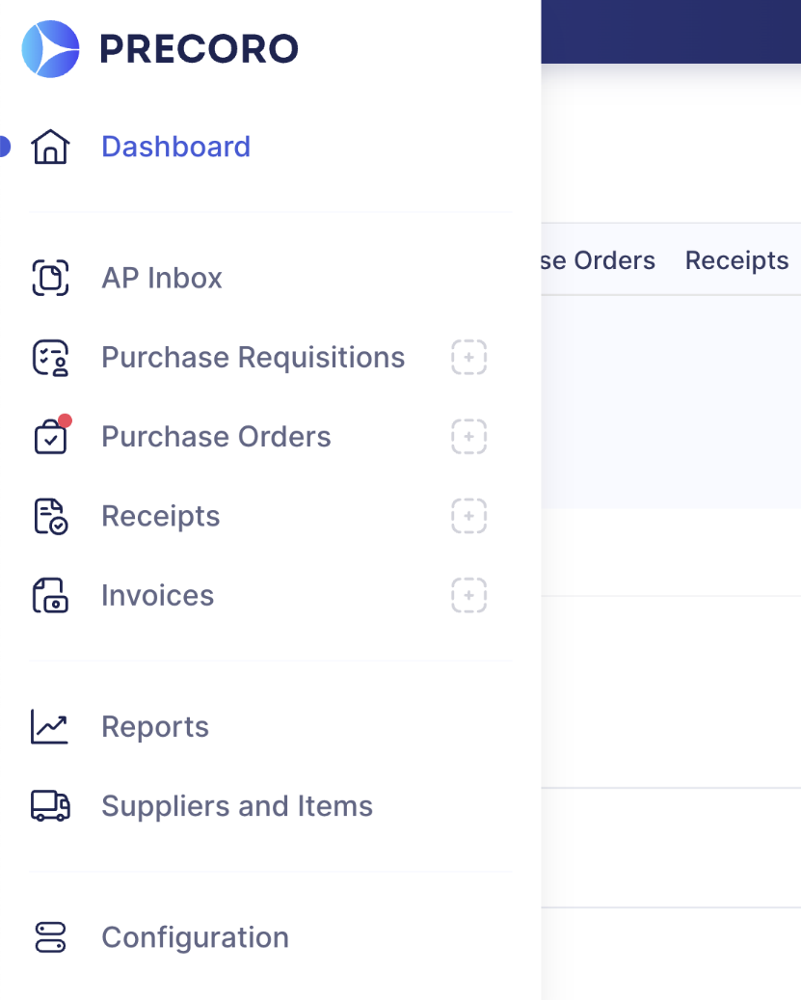 PRECORO
Dashboard
AP Inbox
se Orders
Receipts
Purchase Requisitions
Purchase Orders
Receipts
Invoices
Reports
Suppliers and Items
Configuration